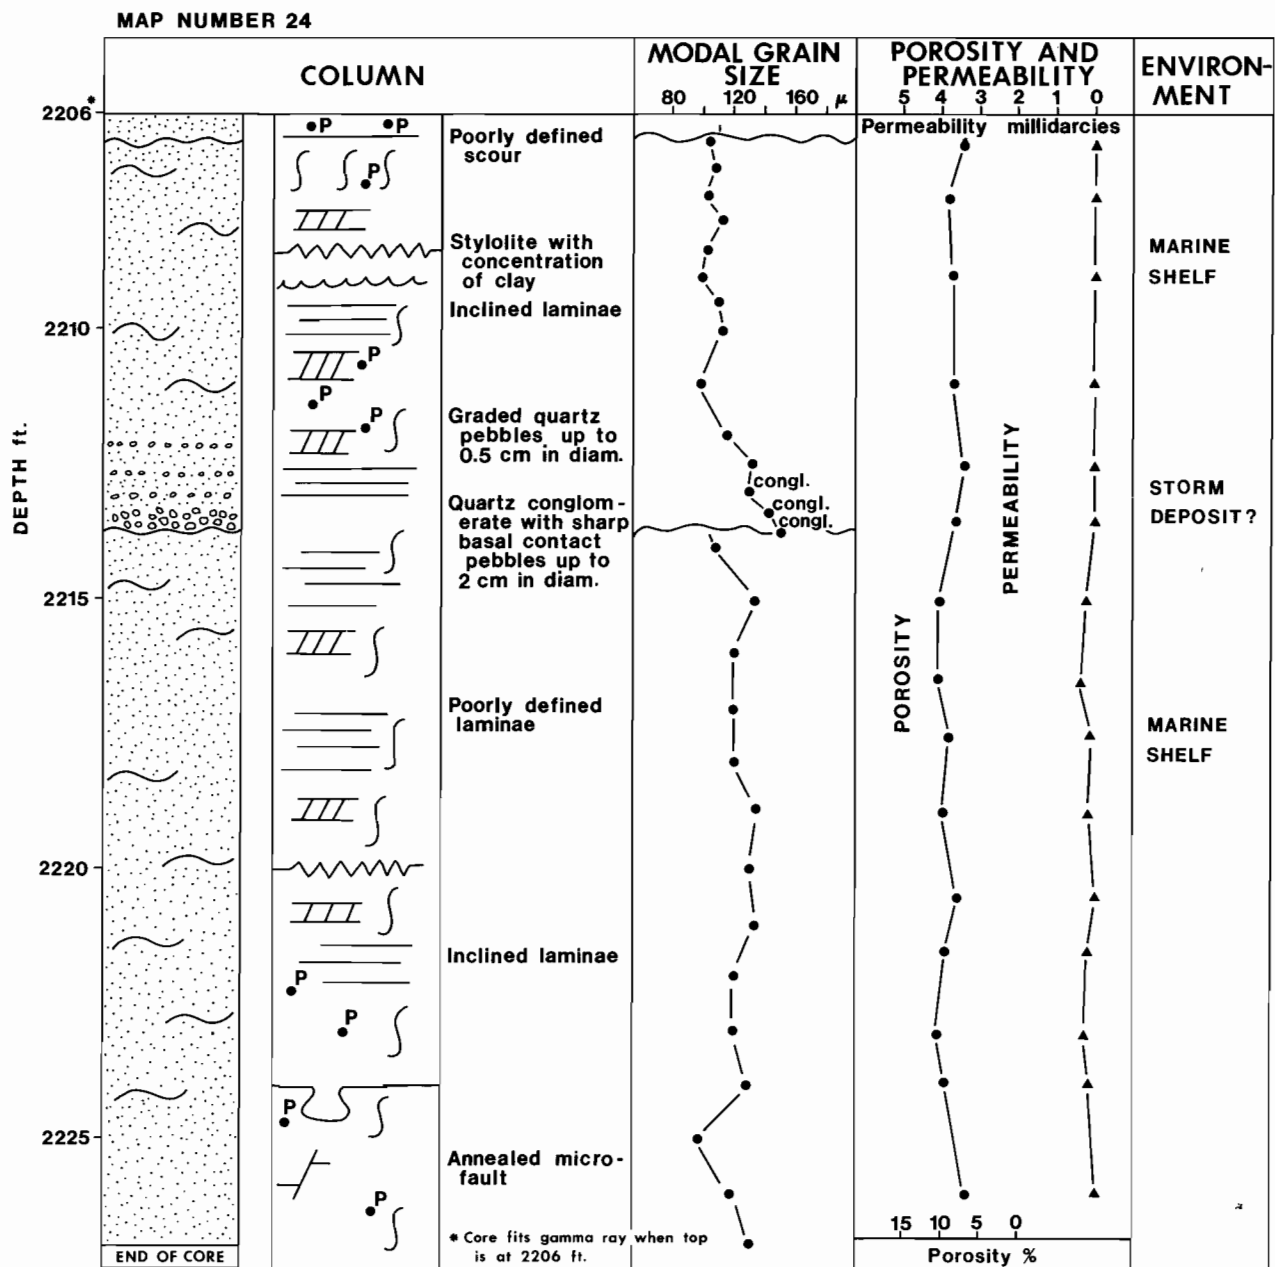 MAP NUMBER 24
COLUMN
MODAL GRAIN
SIZE
80 120 160 μ
POROSITY AND
PERMEABILITY
5 4 3 2 1 0
Permeability millidarcies
ENVIRON-
MENT
DEPTH ft.
2206*
2210
2215
2220
2225
END OF CORE
P P
P
P
P
P
P
P
P
P
Poorly defined
scour
Stylolite with
concentration
of clay
Inclined laminae
Graded quartz
pebbles up to
0.5 cm in diam.
Quartz conglom-
erate with sharp
basal contact
pebbles up to
2 cm in diam.
Poorly defined
laminae
Inclined laminae
Annealed micro-
fault
* Core fits gamma ray when top
is at 2206 ft.
congl.
congl.
congl.
POROSITY
PERMEABILITY
15 10 5 0
Porosity %
MARINE
SHELF
STORM
DEPOSIT?
MARINE
SHELF